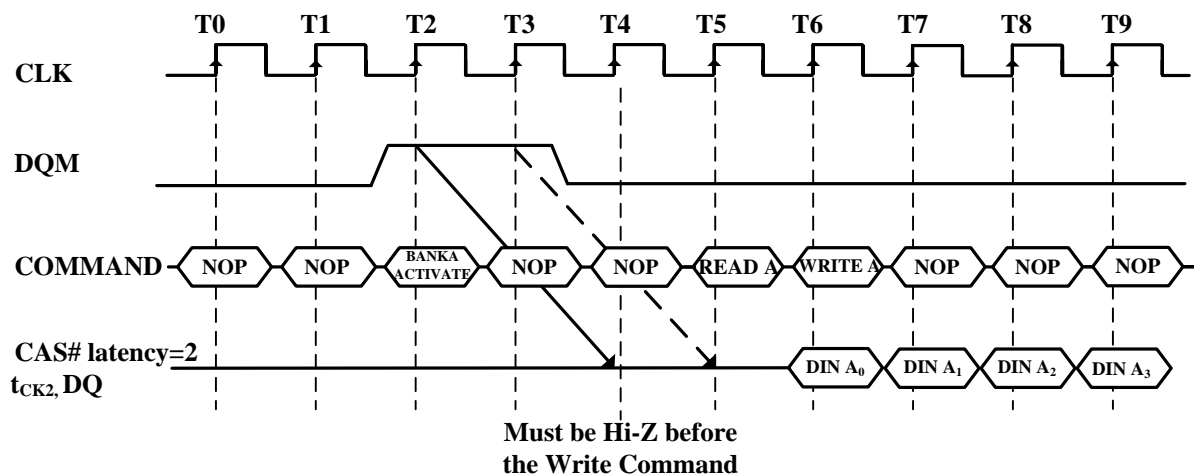 T0 T1 T2 T3 T4 T5 T6 T7 T8 T9
CLK
DQM
COMMAND NOP NOP BANKA ACTIVATE NOP NOP READ A WRITE A NOP NOP NOP
CAS# latency=2
tCK2, DQ DIN A0 DIN A1 DIN A2 DIN A3
Must be Hi-Z before
the Write Command